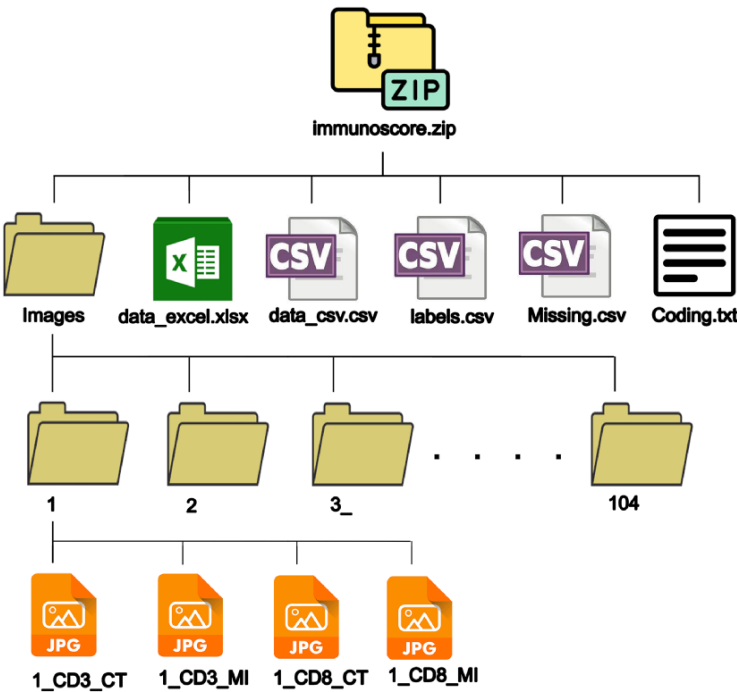 ZIP
immunoscore.zip
X
CSV
CSV
CSV
Images
data_excel.xlsx
data_csv.csv
labels.csv
Missing.csv
Coding.txt
1
2
3_
. . . .
104
JPG
JPG
JPG
JPG
1_CD3_CT
1_CD3_MI
1_CD8_CT
1_CD8_MI